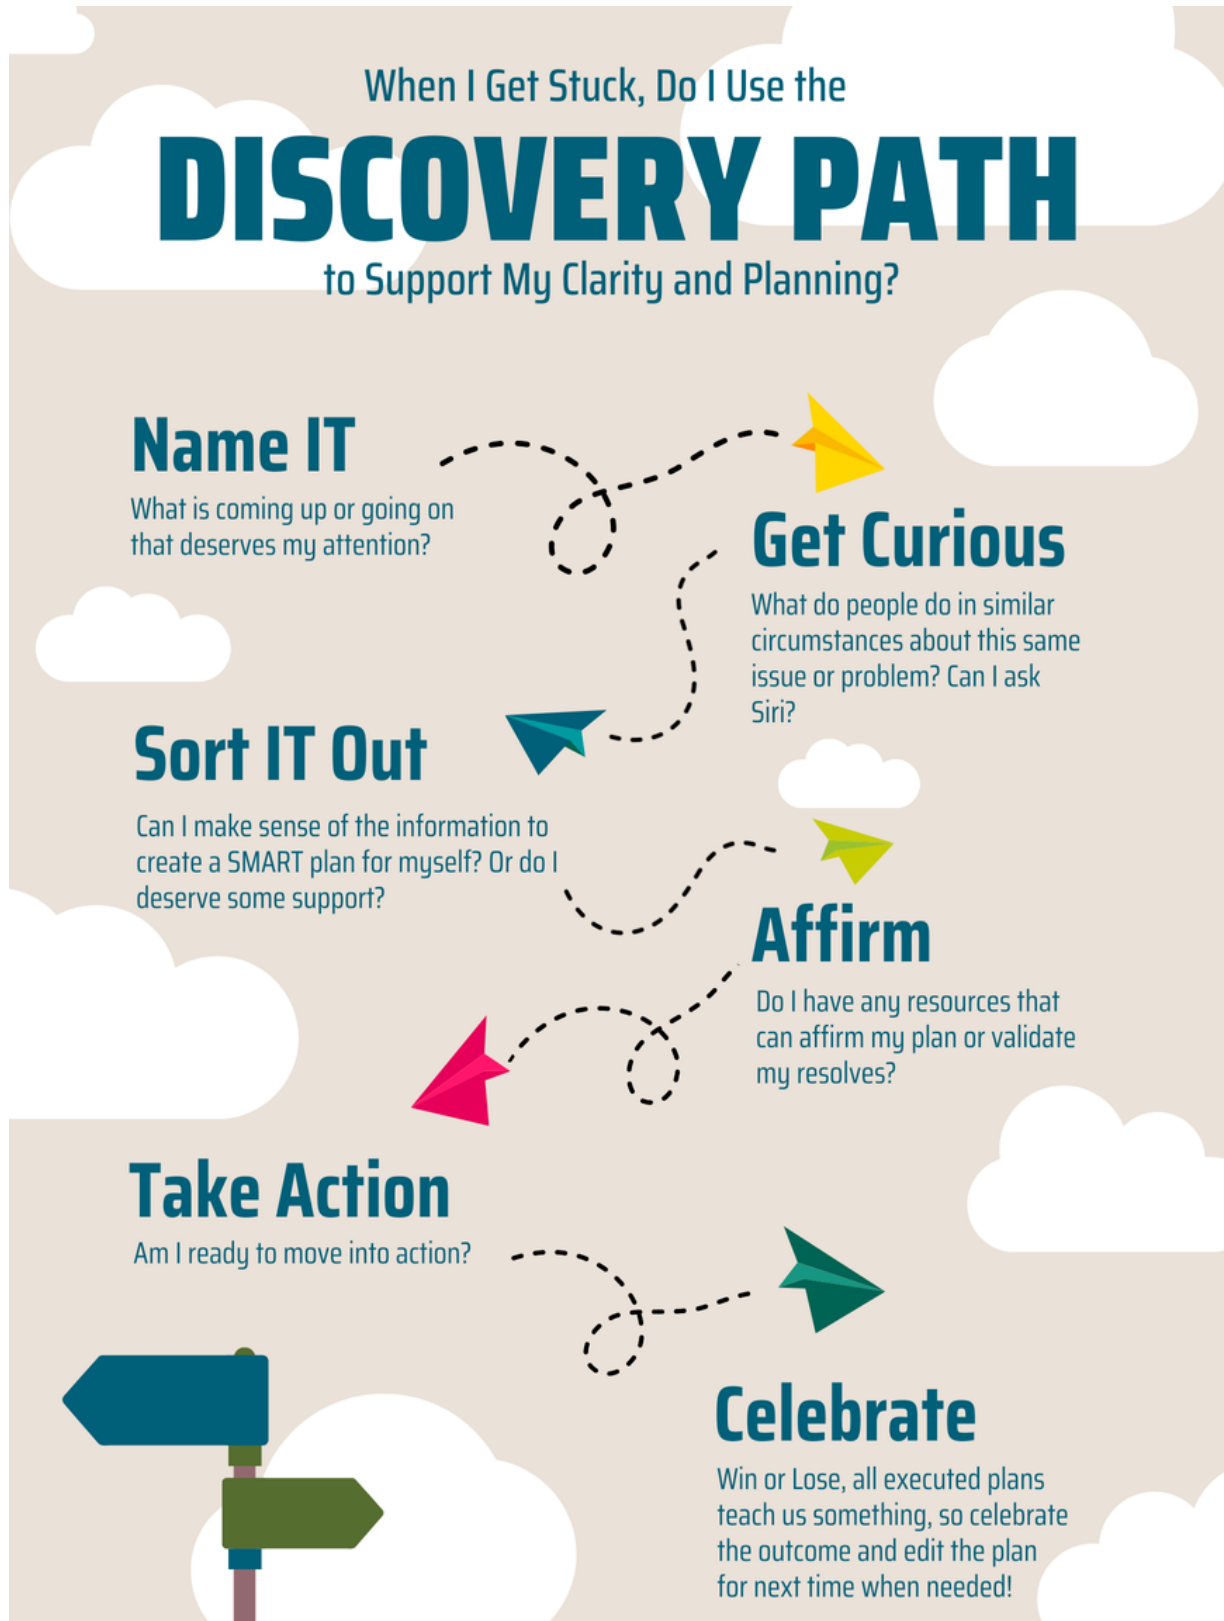 When I Get Stuck, Do I Use the
DISCOVERY PATH
to Support My Clarity and Planning?
Name IT
What is coming up or going on
that deserves my attention?
Get Curious
What do people do in similar
circumstances about this same
issue or problem? Can I ask
Siri?
Sort IT Out
Can I make sense of the information to
create a SMART plan for myself? Or do I
deserve some support?
Affirm
Do I have any resources that
can affirm my plan or validate
my resolves?
Take Action
Am I ready to move into action?
Celebrate
Win or Lose, all executed plans
teach us something, so celebrate
the outcome and edit the plan
for next time when needed!